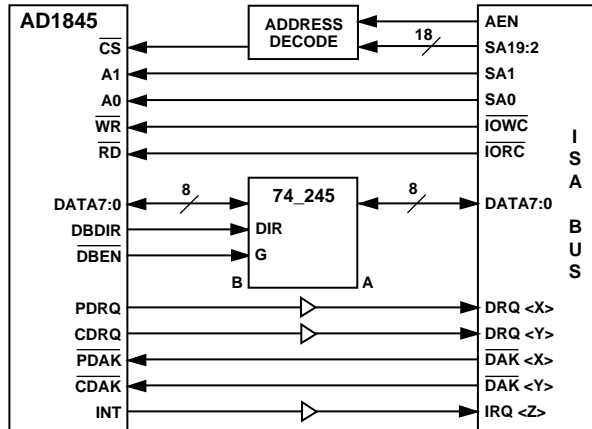 AD1845
ADDRESS
DECODE
AEN
18
SA19:2
CS
A1
SA1
A0
SA0
WR
IOWC
RD
IORC
I
S
A
B
U
S
8
74_245
8
DATA7:0
DATA7:0
DBDIR
DIR
DBEN
G
B
A
PDRQ
DRQ <X>
CDRQ
DRQ <Y>
PDAK
DAK <X>
CDAK
DAK <Y>
INT
IRQ <Z>